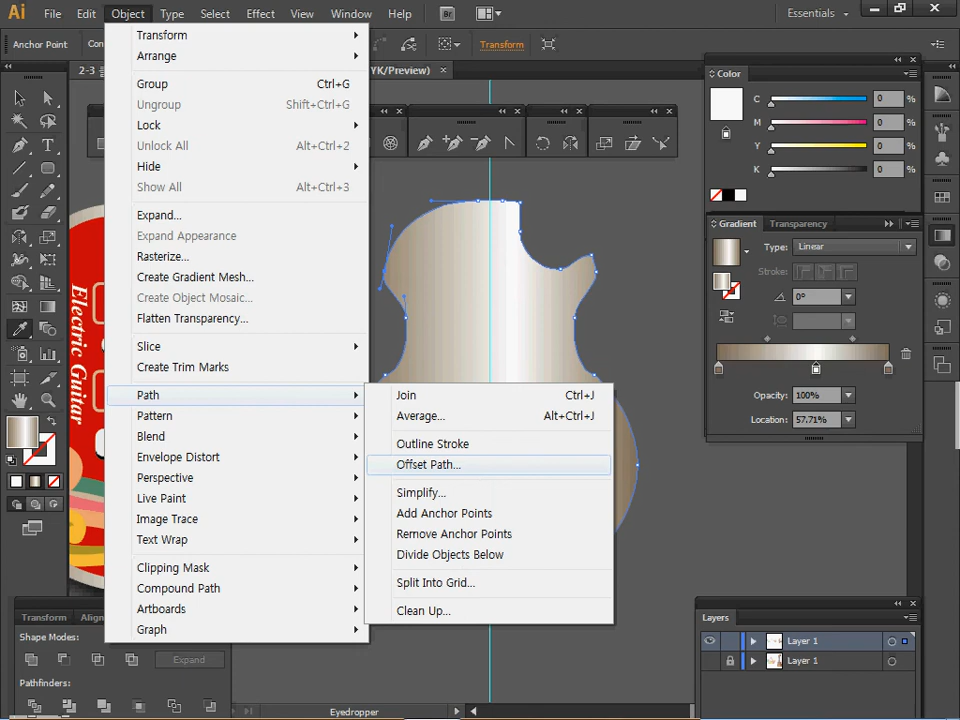 Ai File Edit Object Type Select Effect View Window Help Br Essentials
Anchor Point
Transform
2-3
YK/Preview)
Transform
Arrange
Group Ctrl+G
Ungroup Shift+Ctrl+G
Lock
Unlock All Alt+Ctrl+2
Hide
Show All Alt+Ctrl+3
Expand...
Expand Appearance
Rasterize...
Create Gradient Mesh...
Create Object Mosaic...
Flatten Transparency...
Slice
Create Trim Marks
Path
Pattern
Blend
Envelope Distort
Perspective
Live Paint
Image Trace
Text Wrap
Clipping Mask
Compound Path
Artboards
Graph
Join Ctrl+J
Average... Alt+Ctrl+J
Outline Stroke
Offset Path...
Simplify...
Add Anchor Points
Remove Anchor Points
Divide Objects Below
Split Into Grid...
Clean Up...
Electric Guitar
Color
C 0 %
M 0 %
Y 0 %
K 0 %
Gradient Transparency
Type: Linear
Stroke:
0°
Opacity: 100%
Location: 57.71%
Layers
Layer 1
Layer 1
Transform
Shape Modes:
Expand
Pathfinders:
Eyedropper